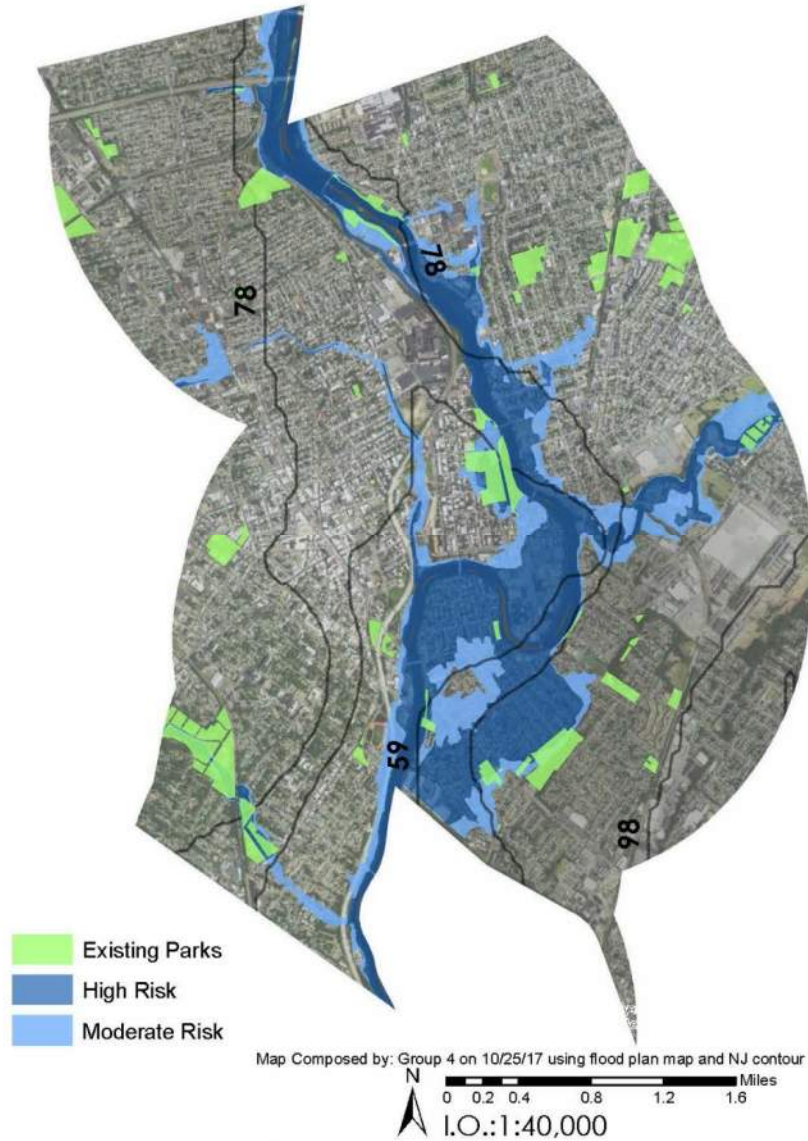 78
78
59
98
Existing Parks
High Risk
Moderate Risk
Map Composed by: Group 4 on 10/25/17 using flood plan map and NJ contour
N
Miles
0 0.2 0.4 0.8 1.2 1.6
I.O.:1:40,000